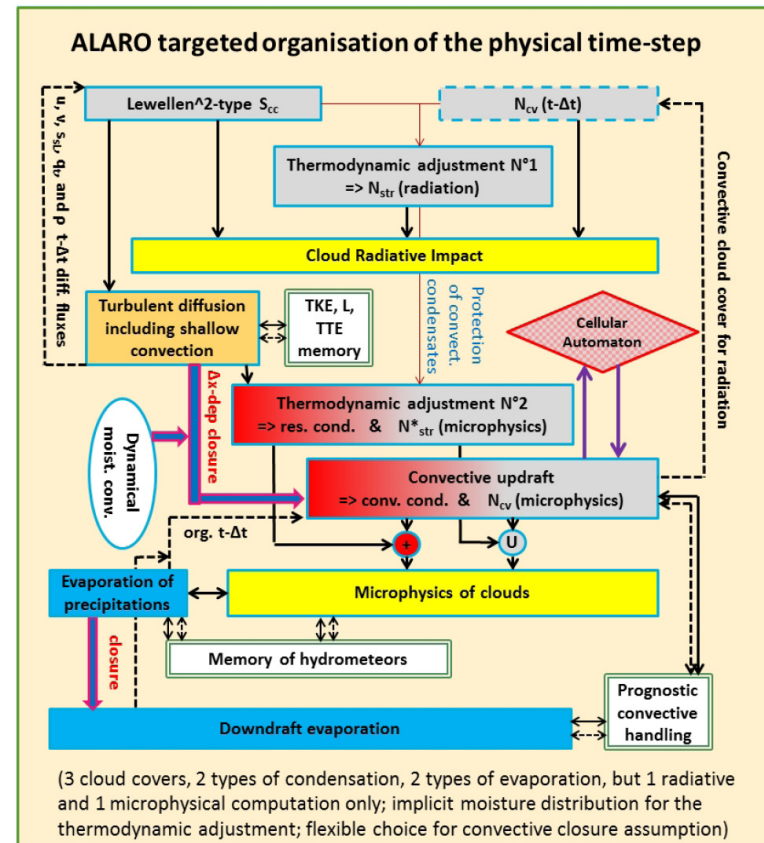 ALARO targeted organisation of the physical time-step
Lewellen^2-type Scc
Ncv (t-Δt)
Thermodynamic adjustment N°1
=> Nstr (radiation)
Cloud Radiative Impact
u, v, ssL, qt, and ρ t-Δt diff. fluxes
Convective cloud cover for radiation
Turbulent diffusion
including shallow
convection
TKE, L,
TTE
memory
Protection
of convect.
condensates
Cellular
Automaton
Δx-dep closure
Thermodynamic adjustment N°2
=> res. cond. & N*str (microphysics)
Dynamical
moist. conv.
Convective updraft
=> conv. cond. & Ncv (microphysics)
org. t-Δt
+
U
Evaporation of
precipitations
Microphysics of clouds
closure
Memory of hydrometeors
Prognostic
convective
handling
Downdraft evaporation
(3 cloud covers, 2 types of condensation, 2 types of evaporation, but 1 radiative
and 1 microphysical computation only; implicit moisture distribution for the
thermodynamic adjustment; flexible choice for convective closure assumption)